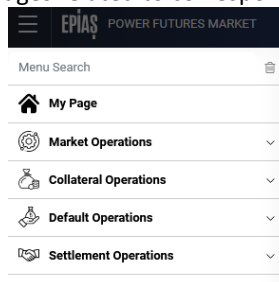 EPİAŞ POWER FUTURES MARKET
Menu Search
My Page
Market Operations
Collateral Operations
Default Operations
Settlement Operations